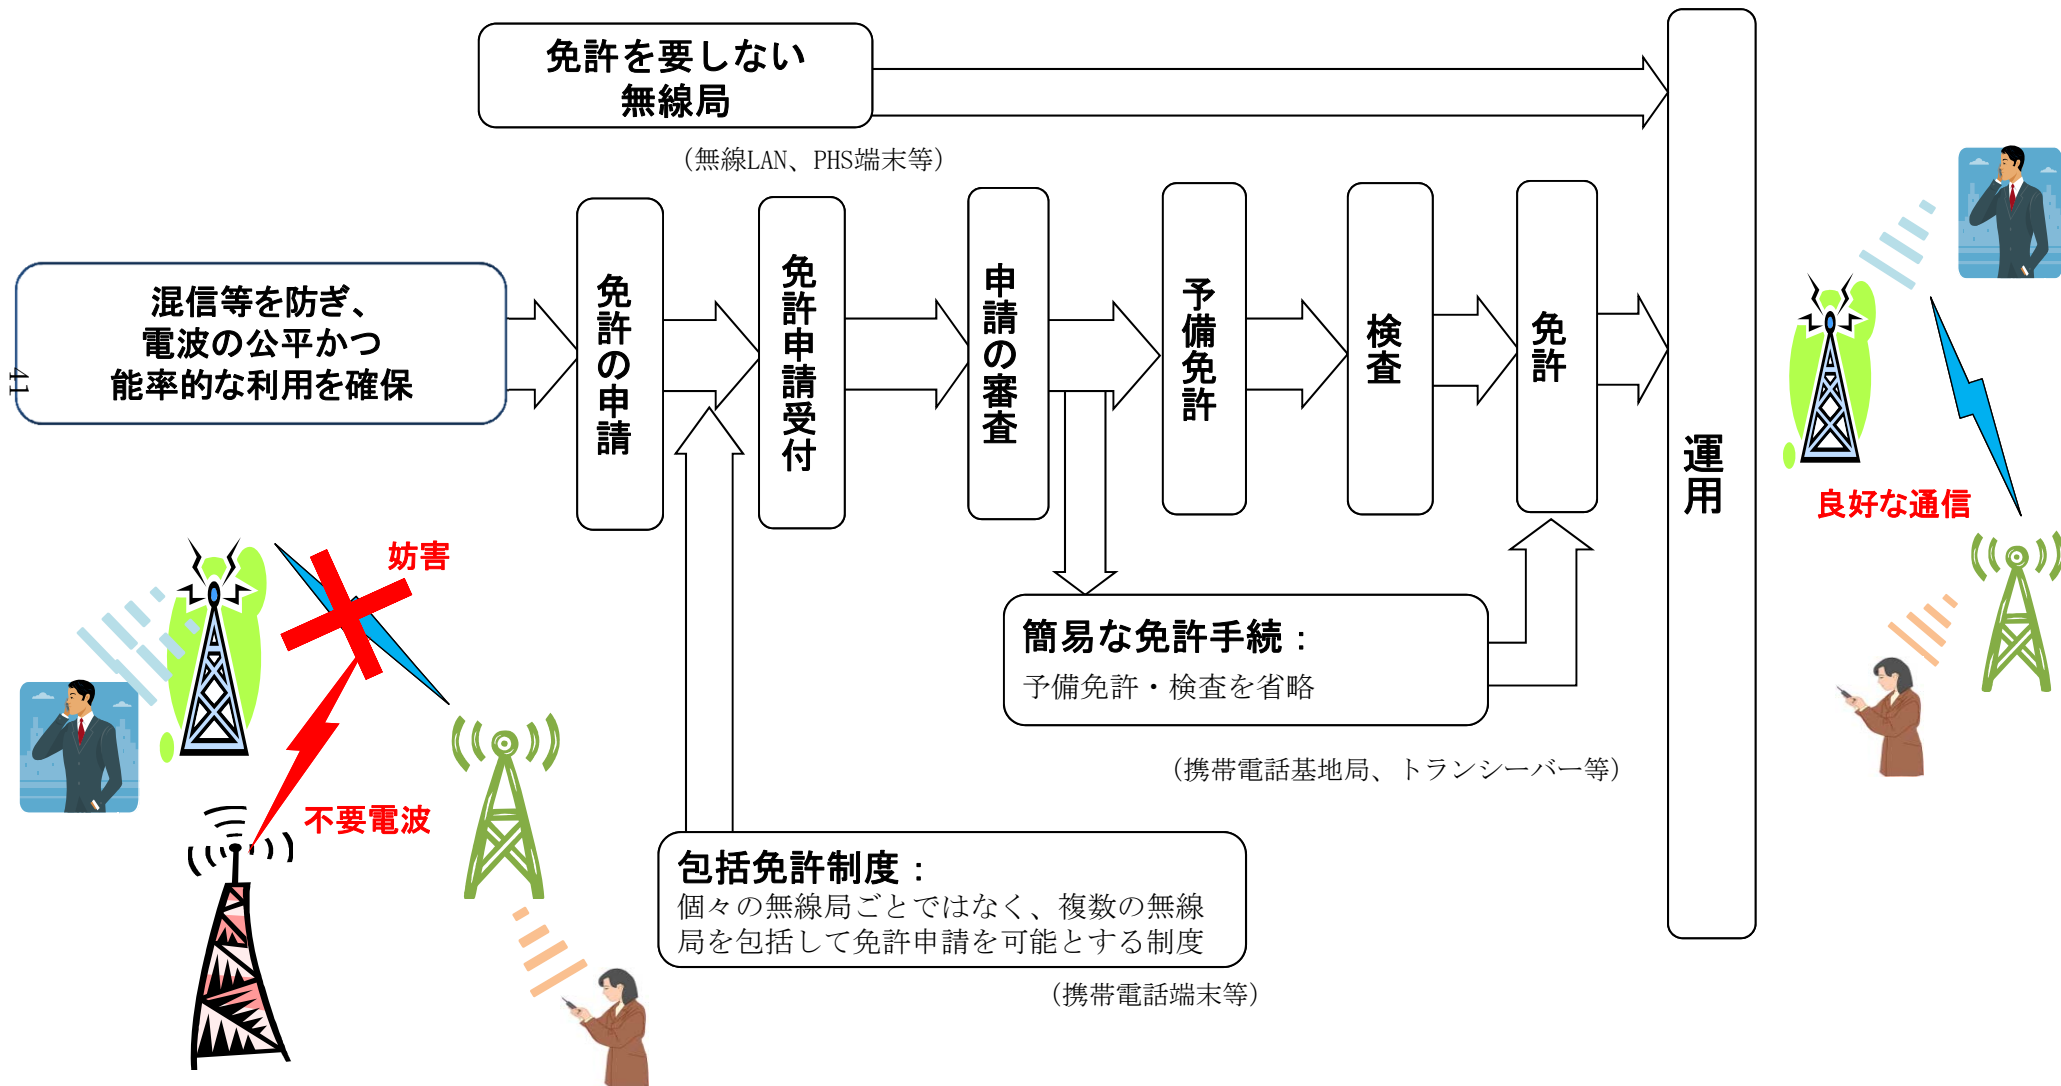 免許を要しない
無線局
（無線LAN、PHS端末等）
混信等を防ぎ、
電波の公平かつ
能率的な利用を確保
41
免許の申請
免許申請受付
申請の審査
予備免許
検査
免許
運用
良好な通信
妨害
不要電波
簡易な免許手続：
予備免許・検査を省略
（携帯電話基地局、トランシーバー等）
包括免許制度：
個々の無線局ごとではなく、複数の無線
局を包括して免許申請を可能とする制度
（携帯電話端末等）